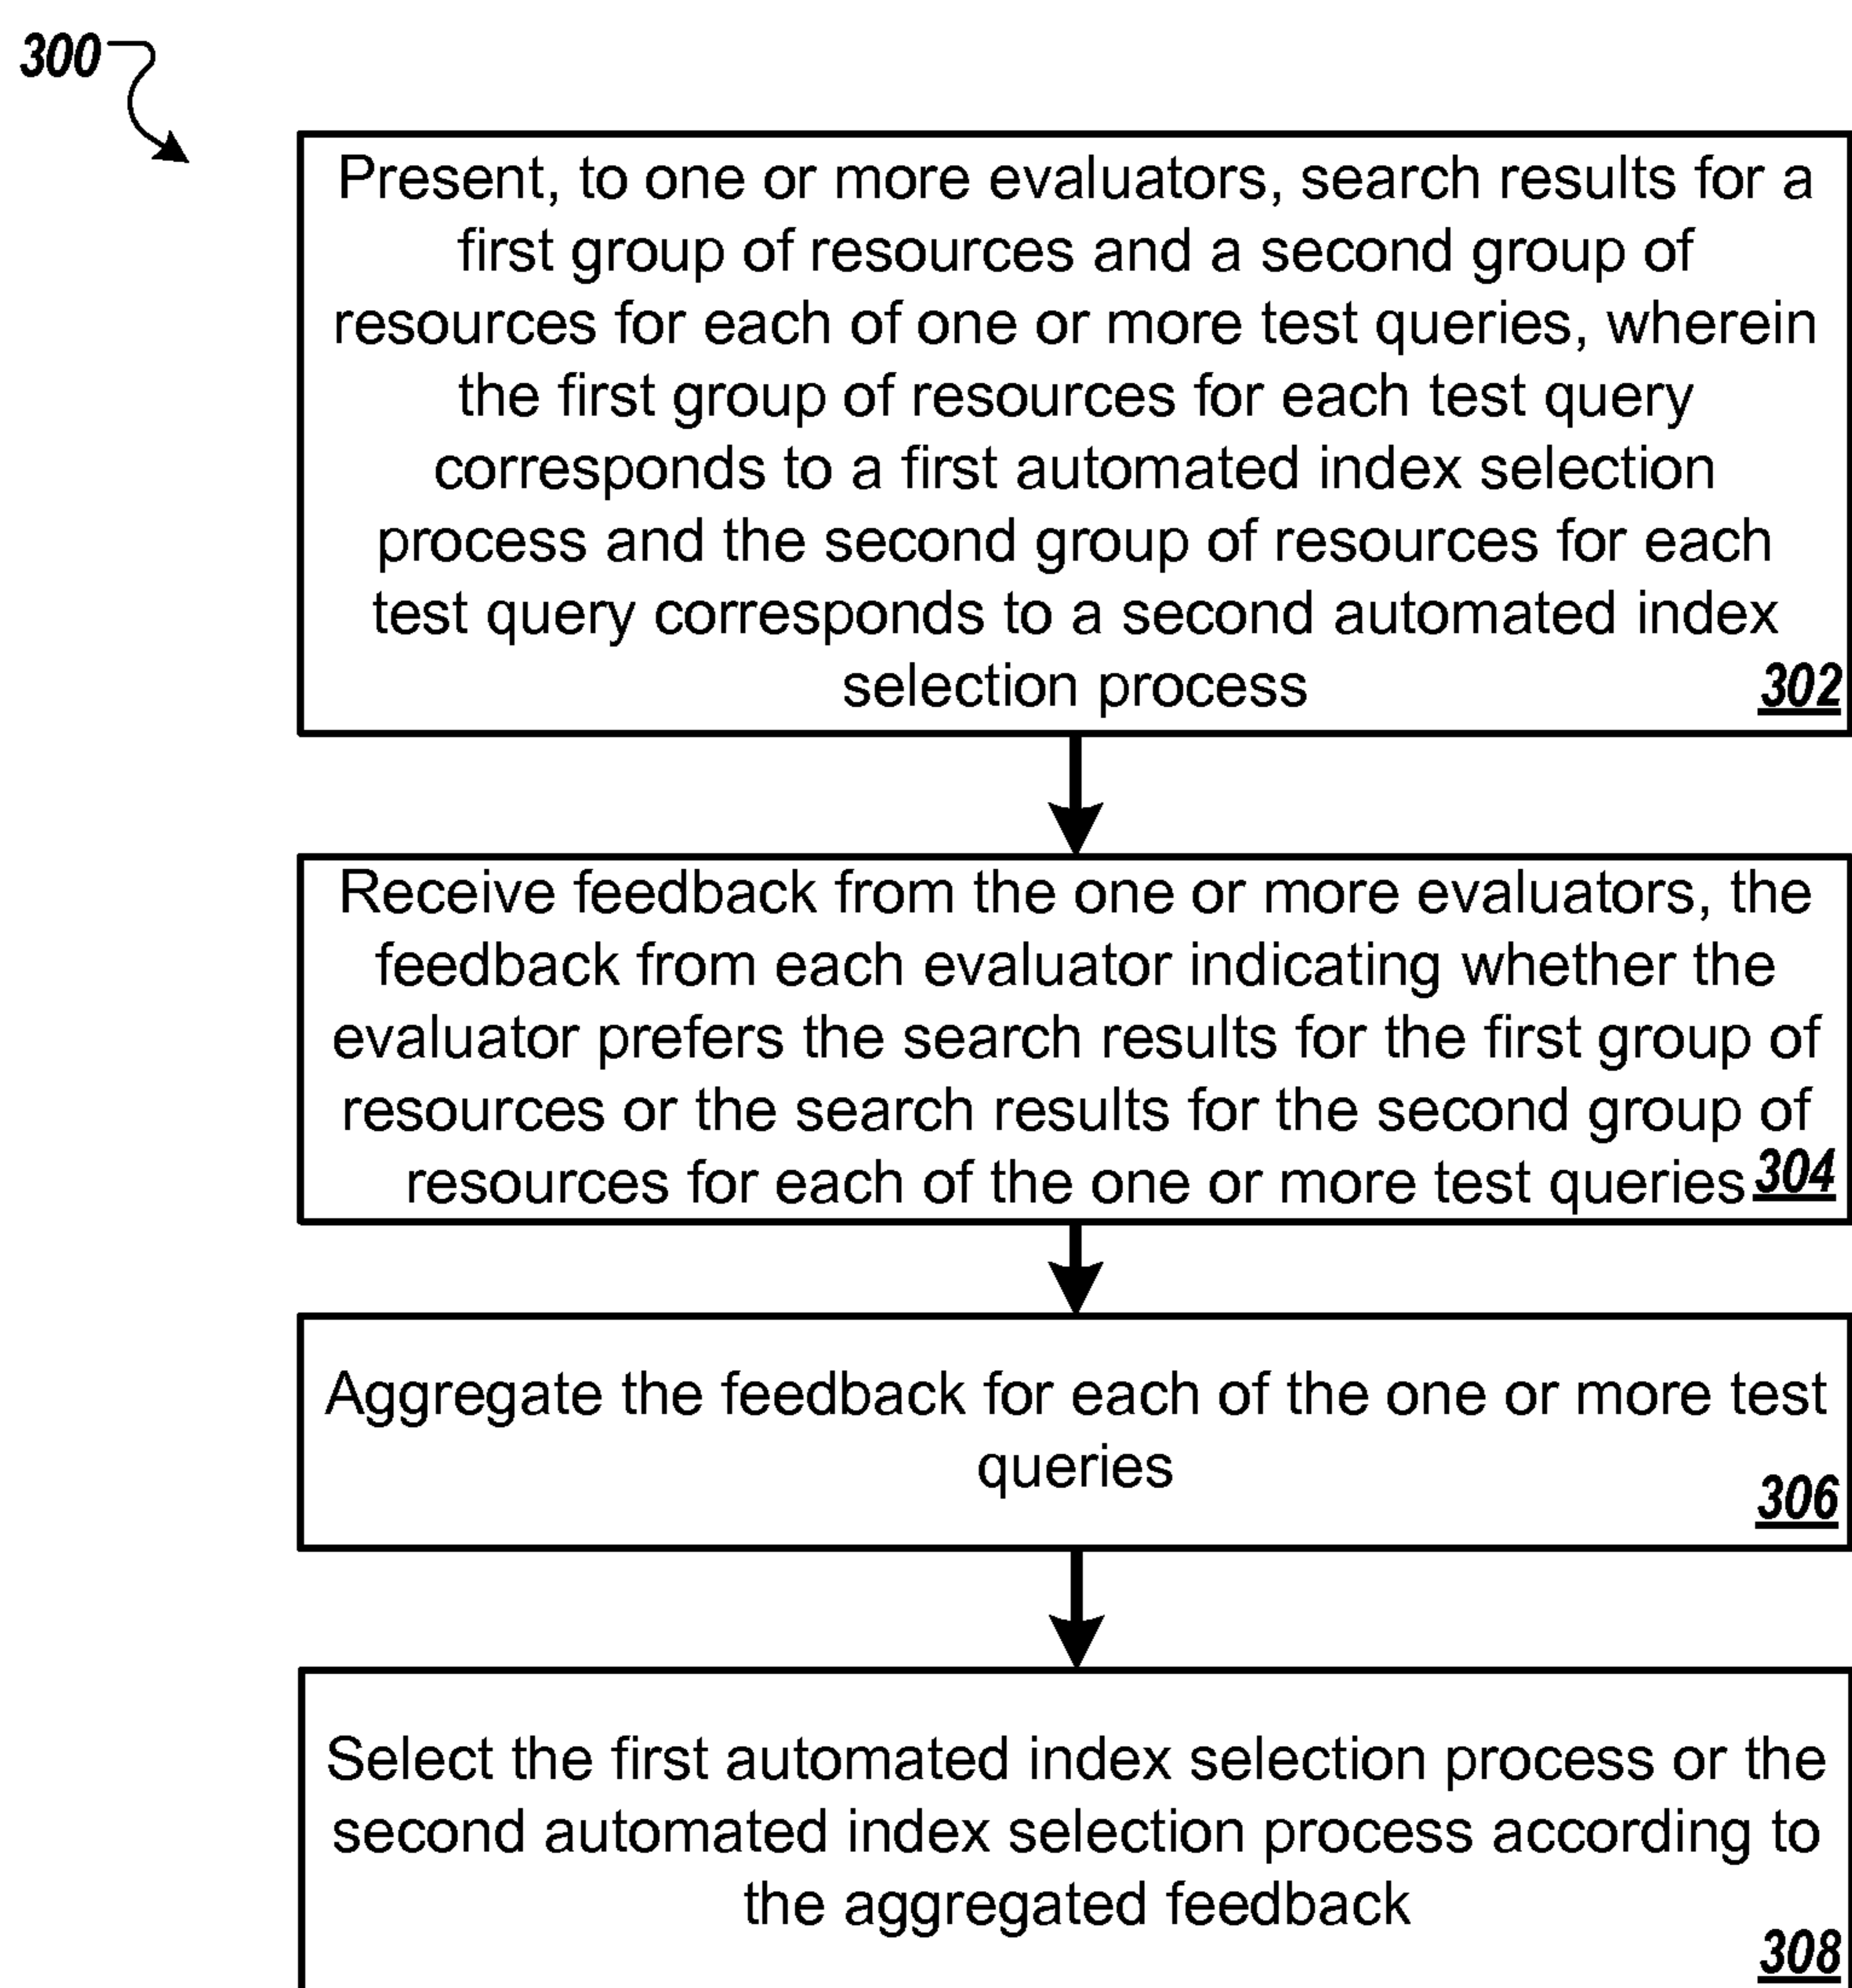 300
Present, to one or more evaluators, search results for a
first group of resources and a second group of
resources for each of one or more test queries, wherein
the first group of resources for each test query
corresponds to a first automated index selection
process and the second group of resources for each
test query corresponds to a second automated index
selection process
302
Receive feedback from the one or more evaluators, the
feedback from each evaluator indicating whether the
evaluator prefers the search results for the first group of
resources or the search results for the second group of
resources for each of the one or more test queries
304
Aggregate the feedback for each of the one or more test
queries
306
Select the first automated index selection process or the
second automated index selection process according to
the aggregated feedback
308